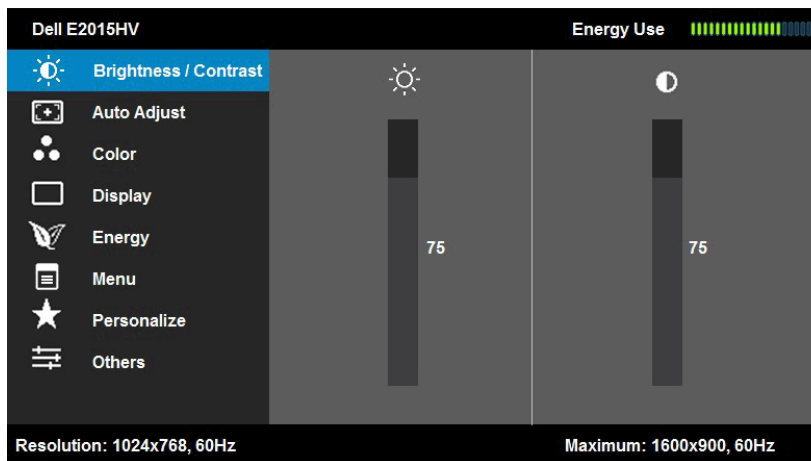 Dell E2015HV Energy Use
Brightness / Contrast
Auto Adjust
Color
Display
Energy
Menu
Personalize
Others
75 75
Resolution: 1024x768, 60Hz Maximum: 1600x900, 60Hz